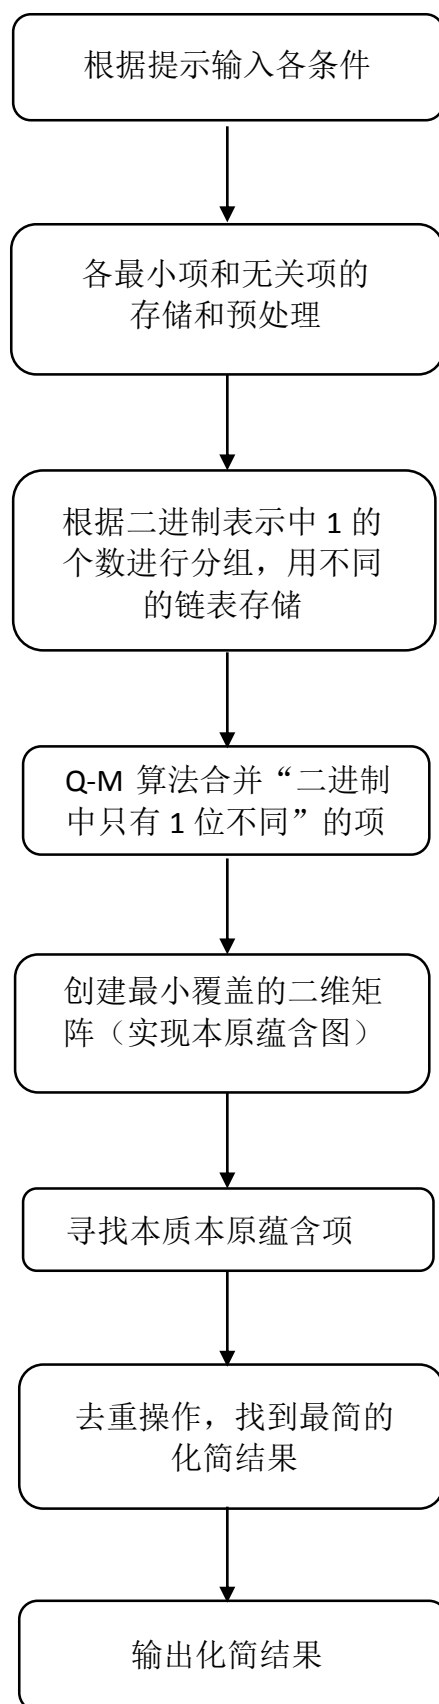 根据提示输入各条件
各最小项和无关项的
存储和预处理
根据二进制表示中 1 的
个数进行分组，用不同
的链表存储
Q-M 算法合并“二进制
中只有 1 位不同”的项
创建最小覆盖的二维矩
阵（实现本原蕴含图）
寻找本质本原蕴含项
去重操作，找到最简的
化简结果
输出化简结果